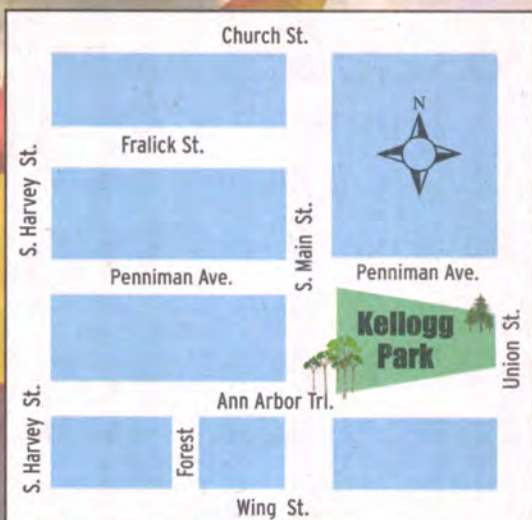 Church St.
N
Fralick St.
S. Harvey St.
S. Main St.
Penniman Ave.
Penniman Ave.
Kellogg
Park
Union St.
Ann Arbor Trl.
S. Harvey St.
Forest
Wing St.